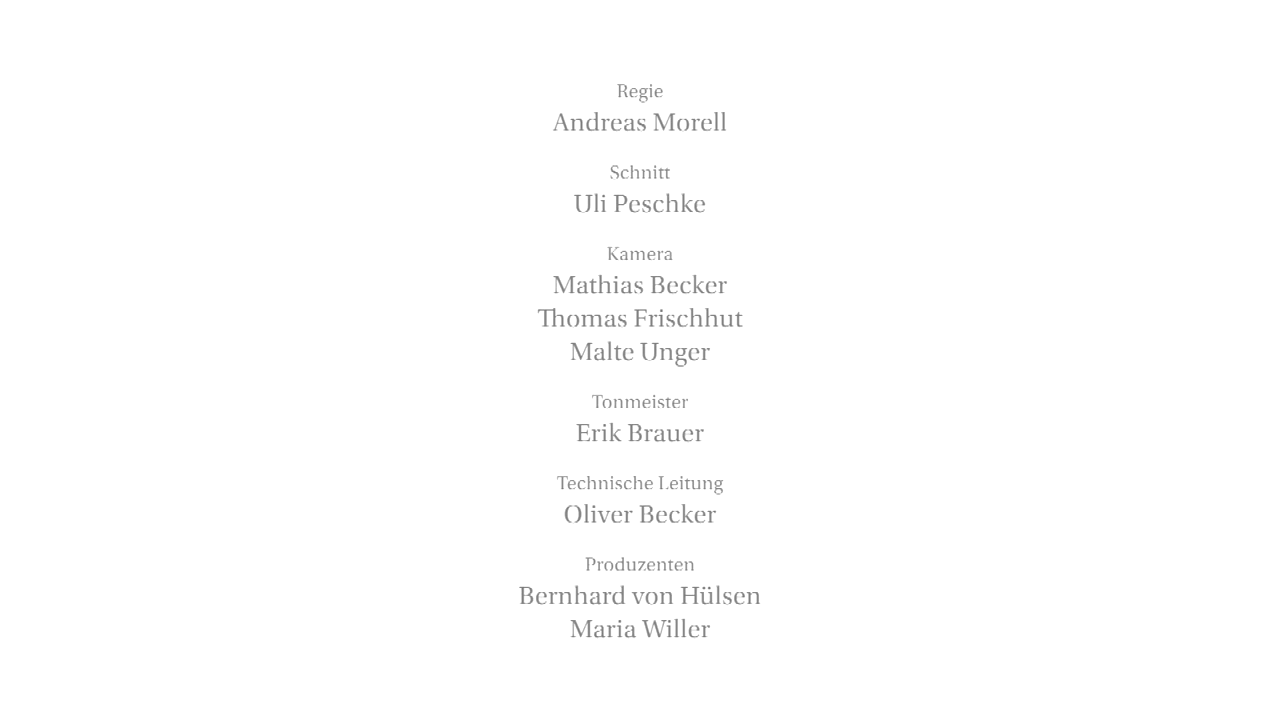 Regie
Andreas Morell
Schnitt
Uli Peschke
Kamera
Mathias Becker
Thomas Frischhut
Malte Unger
Tonmeister
Erik Brauer
Technische Leitung
Oliver Becker
Produzenten
Bernhard von Hülsen
Maria Willer